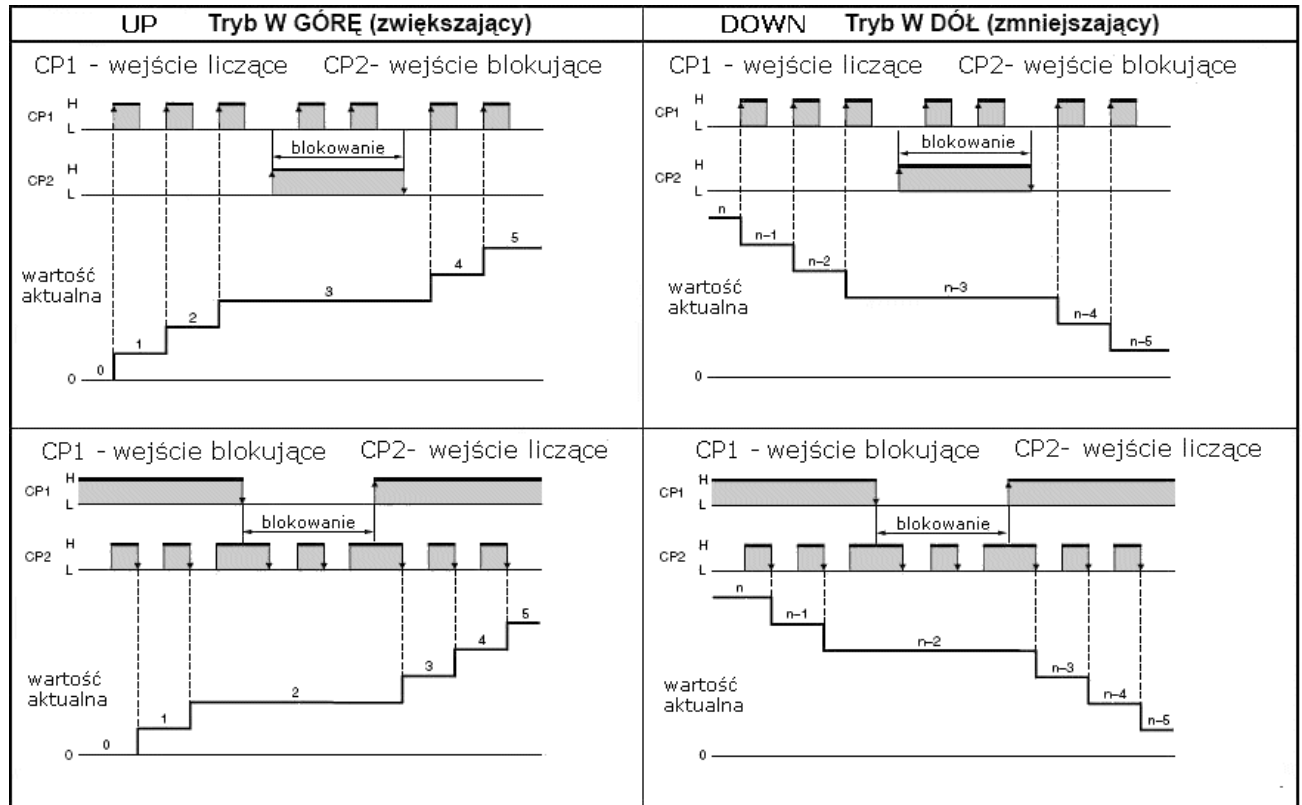 UP Tryb W GÓRĘ (zwiększający)
DOWN Tryb W DÓŁ (zmniejszający)
CP1 - wejście liczące CP2- wejście blokujące
H
CP1
L
blokowanie
H
CP2
L
5
4
wartość
aktualna
3
2
1
0
0
CP1 - wejście liczące CP2- wejście blokujące
H
CP1
L
blokowanie
H
CP2
L
n
n-1
n-2
wartość
aktualna
n-3
n-4
n-5
0
CP1 - wejście blokujące CP2- wejście liczące
H
CP1
L
blokowanie
H
CP2
L
5
4
3
wartość
aktualna
2
1
0
0
CP1 - wejście blokujące CP2- wejście liczące
H
CP1
L
blokowanie
H
CP2
L
n
n-1
n-2
n-3
wartość
aktualna
n-4
n-5
0